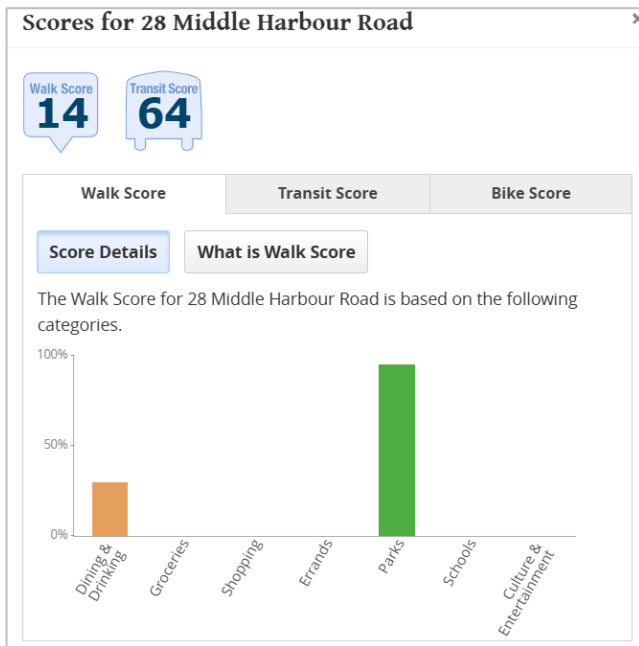 Scores for 28 Middle Harbour Road
×
Walk Score
14
Transit Score
64
Walk Score
Transit Score
Bike Score
Score Details
What is Walk Score
The Walk Score for 28 Middle Harbour Road is based on the following
categories.
100%
50%
0%
Dining &
Drinking
Groceries
Shopping
Errands
Parks
Schools
Culture &
Entertainment